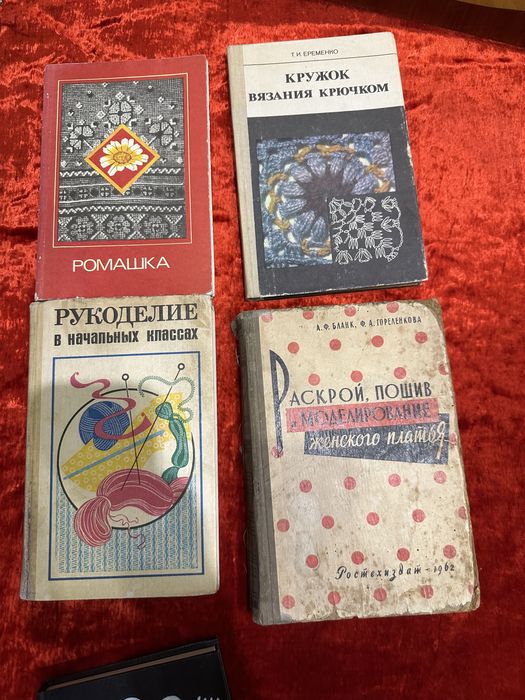 РОМАШКА
Т. И. ЕРЕМЕНКО
КРУЖОК
ВЯЗАНИЯ КРЮЧКОМ
РУКОДЕЛИЕ
в начальных классах
А. Ф. БЛАНК, Ф. А. ГОРЕЛЕНКОВА
РАСКРОЙ, ПОШИВ
и МОДЕЛИРОВАНИЕ
женского платья
Ростехиздат - 1962